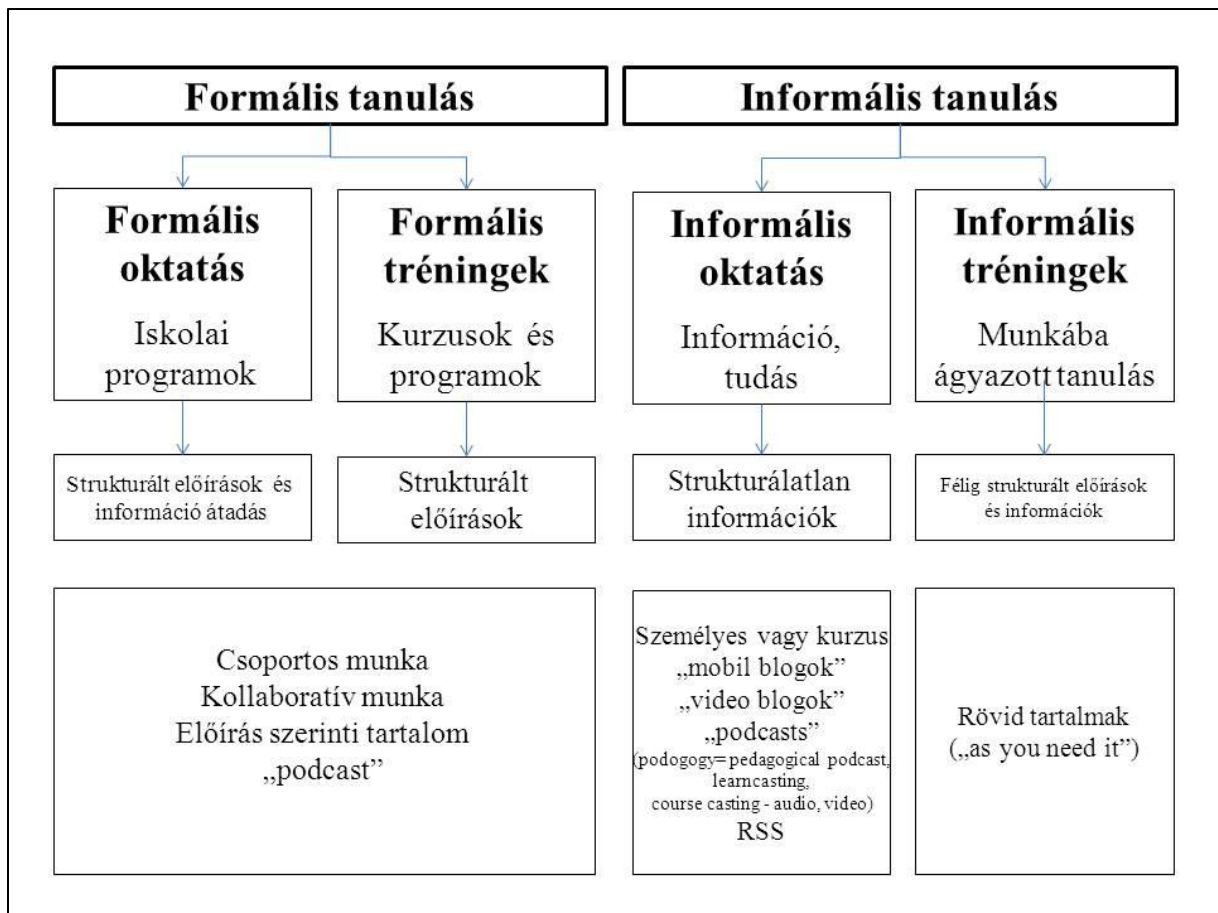 Formális tanulás
Informális tanulás
Formális
oktatás
Iskolai
programok
Formális
tréningek
Kurzusok és
programok
Informális
oktatás
Információ,
tudás
Informális
tréningek
Munkába
ágyazott tanulás
Strukturált előírások és
információ átadás
Strukturált
előírások
Strukturálatlan
információk
Félig strukturált előírások
és információk
Csoportos munka
Kollaboratív munka
Előírás szerinti tartalom
„podcast”
Személyes vagy kurzus
„mobil blogok”
„video blogok”
„podcasts”
(podogogy= pedagogical podcast,
learncasting,
course casting - audio, video)
RSS
Rövid tartalmak
(„as you need it”)